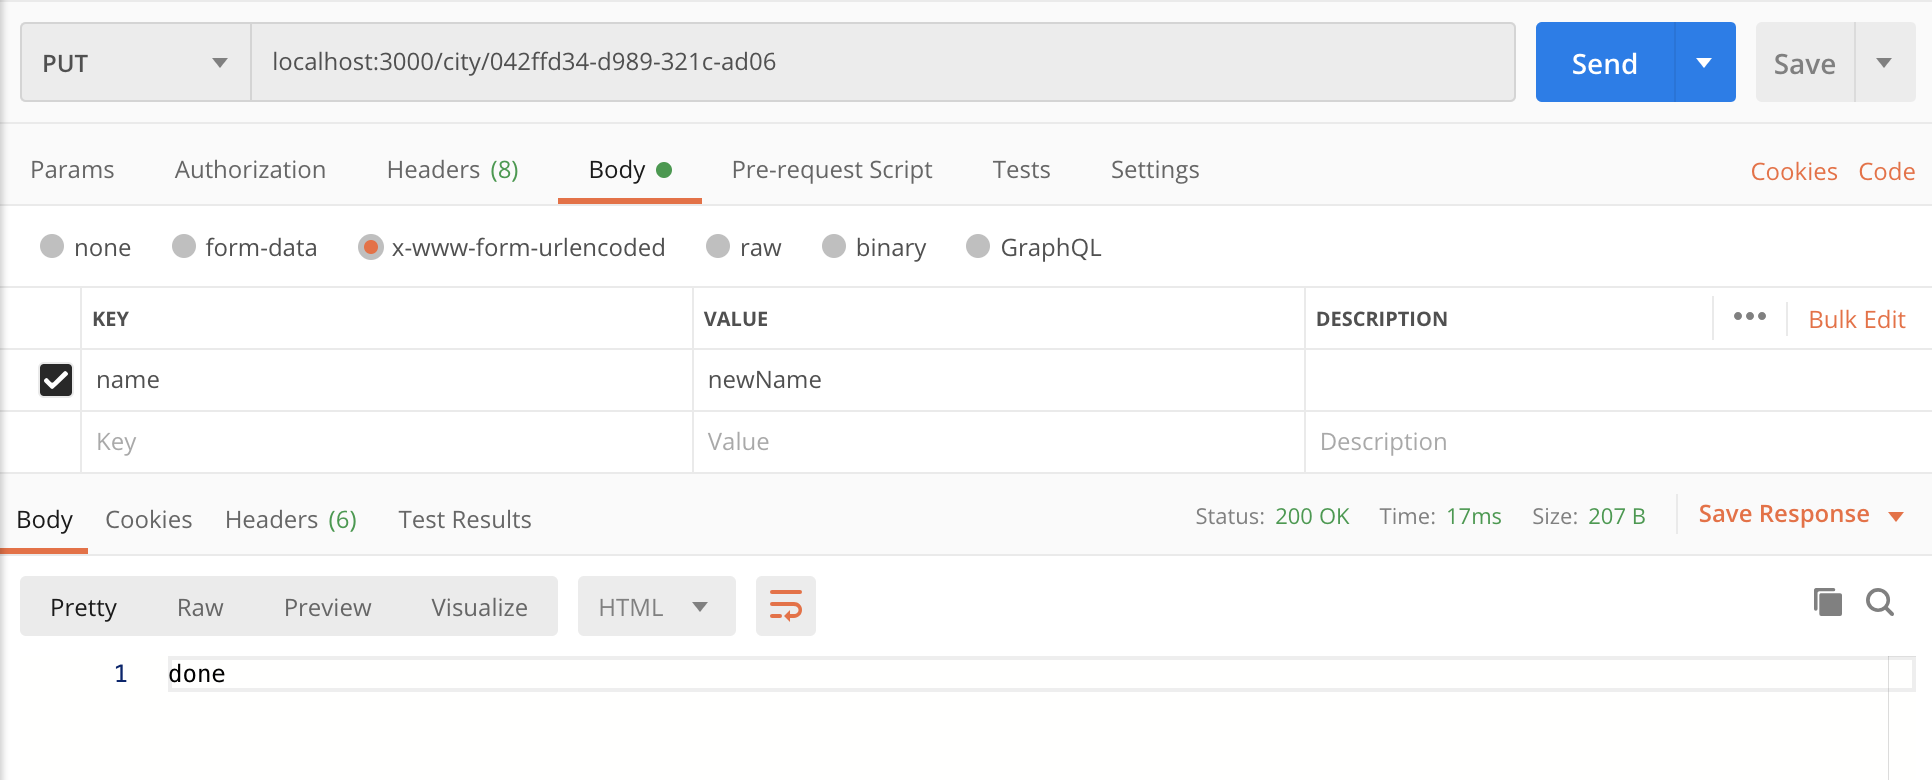 PUT localhost:3000/city/042ffd34-d989-321c-ad06 Send Save
Params Authorization Headers (8) Body Pre-request Script Tests Settings Cookies Code
none form-data x-www-form-urlencoded raw binary GraphQL
KEY VALUE DESCRIPTION ••• Bulk Edit
name newName
Key Value Description
Body Cookies Headers (6) Test Results Status: 200 OK Time: 17ms Size: 207 B Save Response
Pretty Raw Preview Visualize HTML
1 done